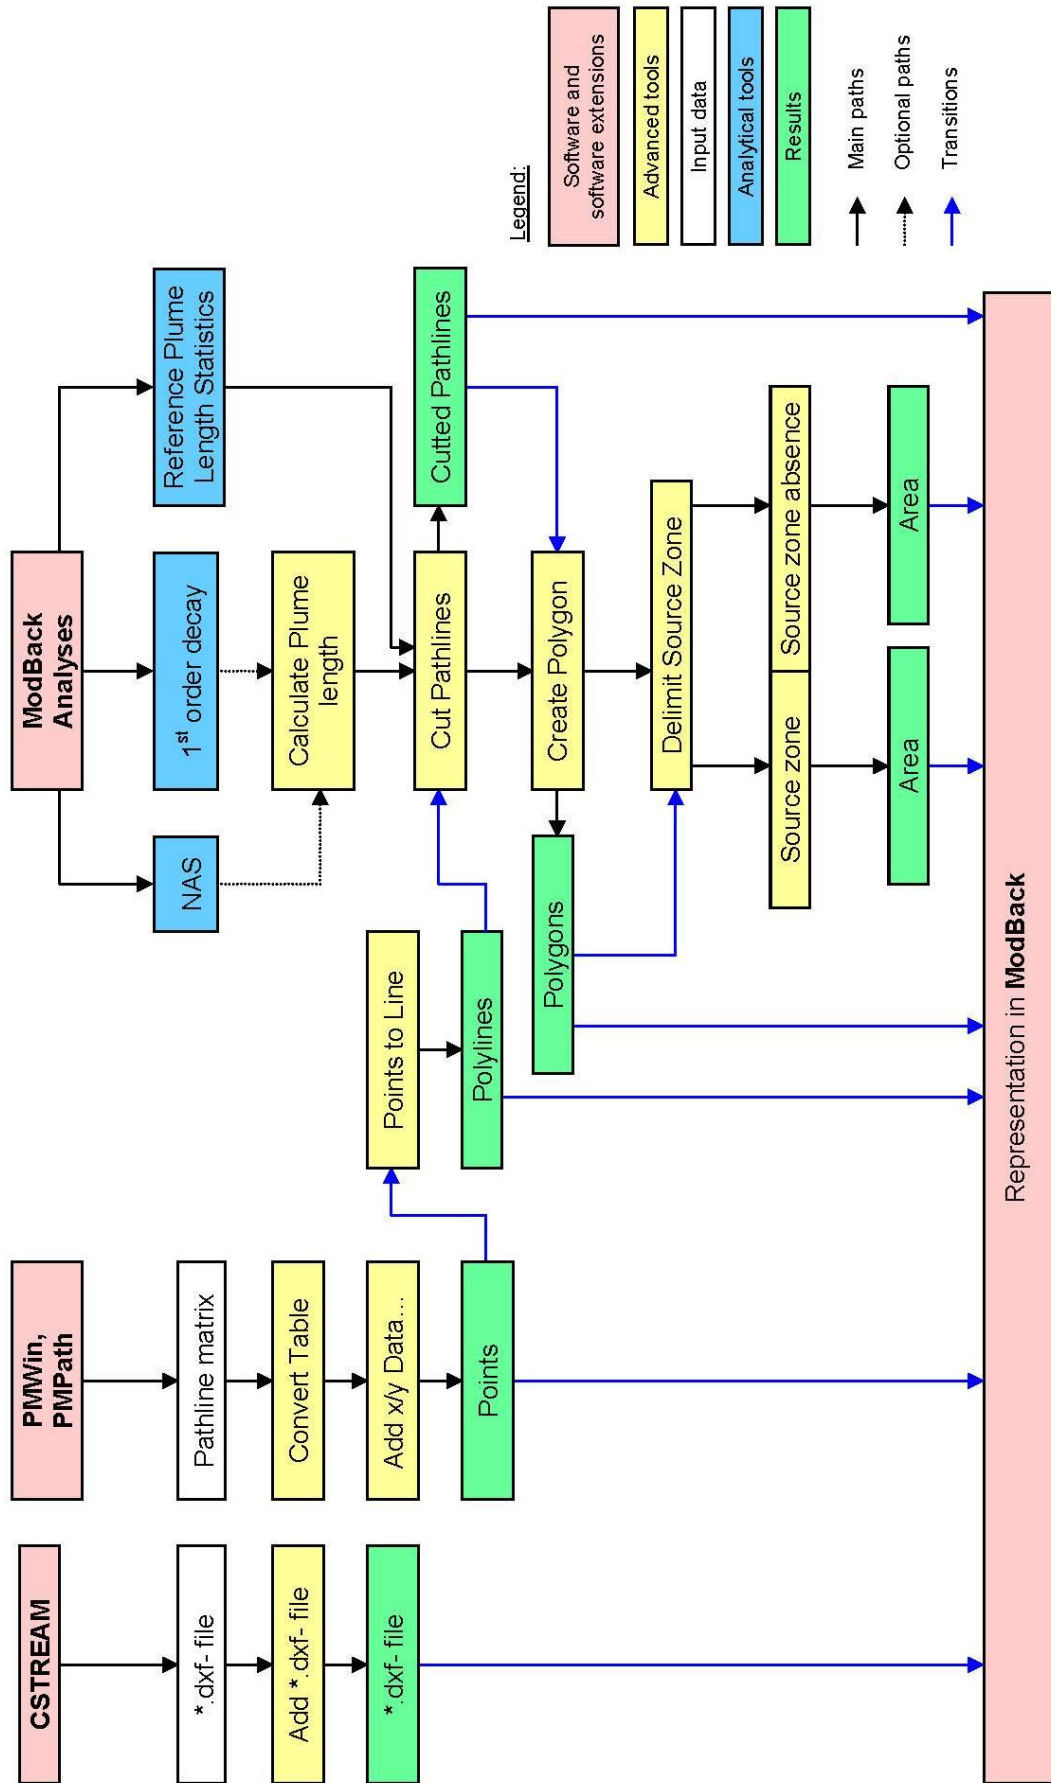 CSTREAM
*.dxf- file
Add *.dxf- file
*.dxf- file
PMWin,
PMPath
Pathline matrix
Convert Table
Add x/y Data...
Points
Points to Line
Polylines
ModBack
Analyses
NAS
1st order decay
Reference Plume
Length Statistics
Calculate Plume
length
Cut Pathlines
Cutted Pathlines
Create Polygon
Polygons
Delimit Source Zone
Source zone
Source zone absence
Area
Area
Representation in ModBack
Legend:
Software and
software extensions
Advanced tools
Input data
Analytical tools
Results
Main paths
Optional paths
Transitions